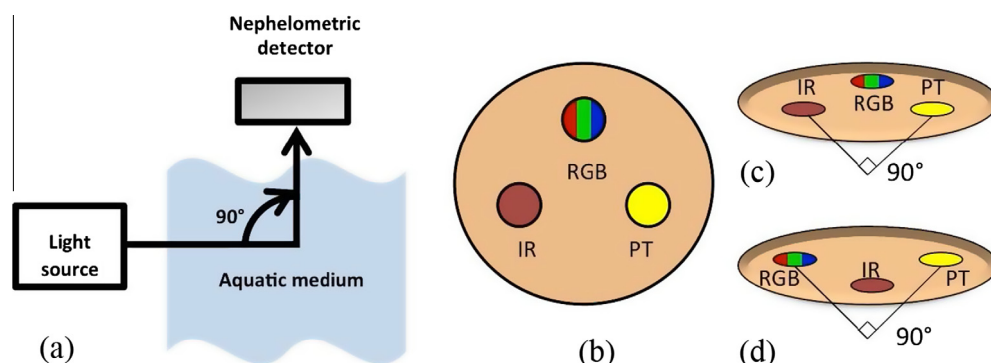 Nephelometric
detector
90°
Light
source
Aquatic medium
(a)
RGB
IR
PT
(b)
IR
RGB
PT
(c)
90°
RGB
IR
PT
(d)
90°